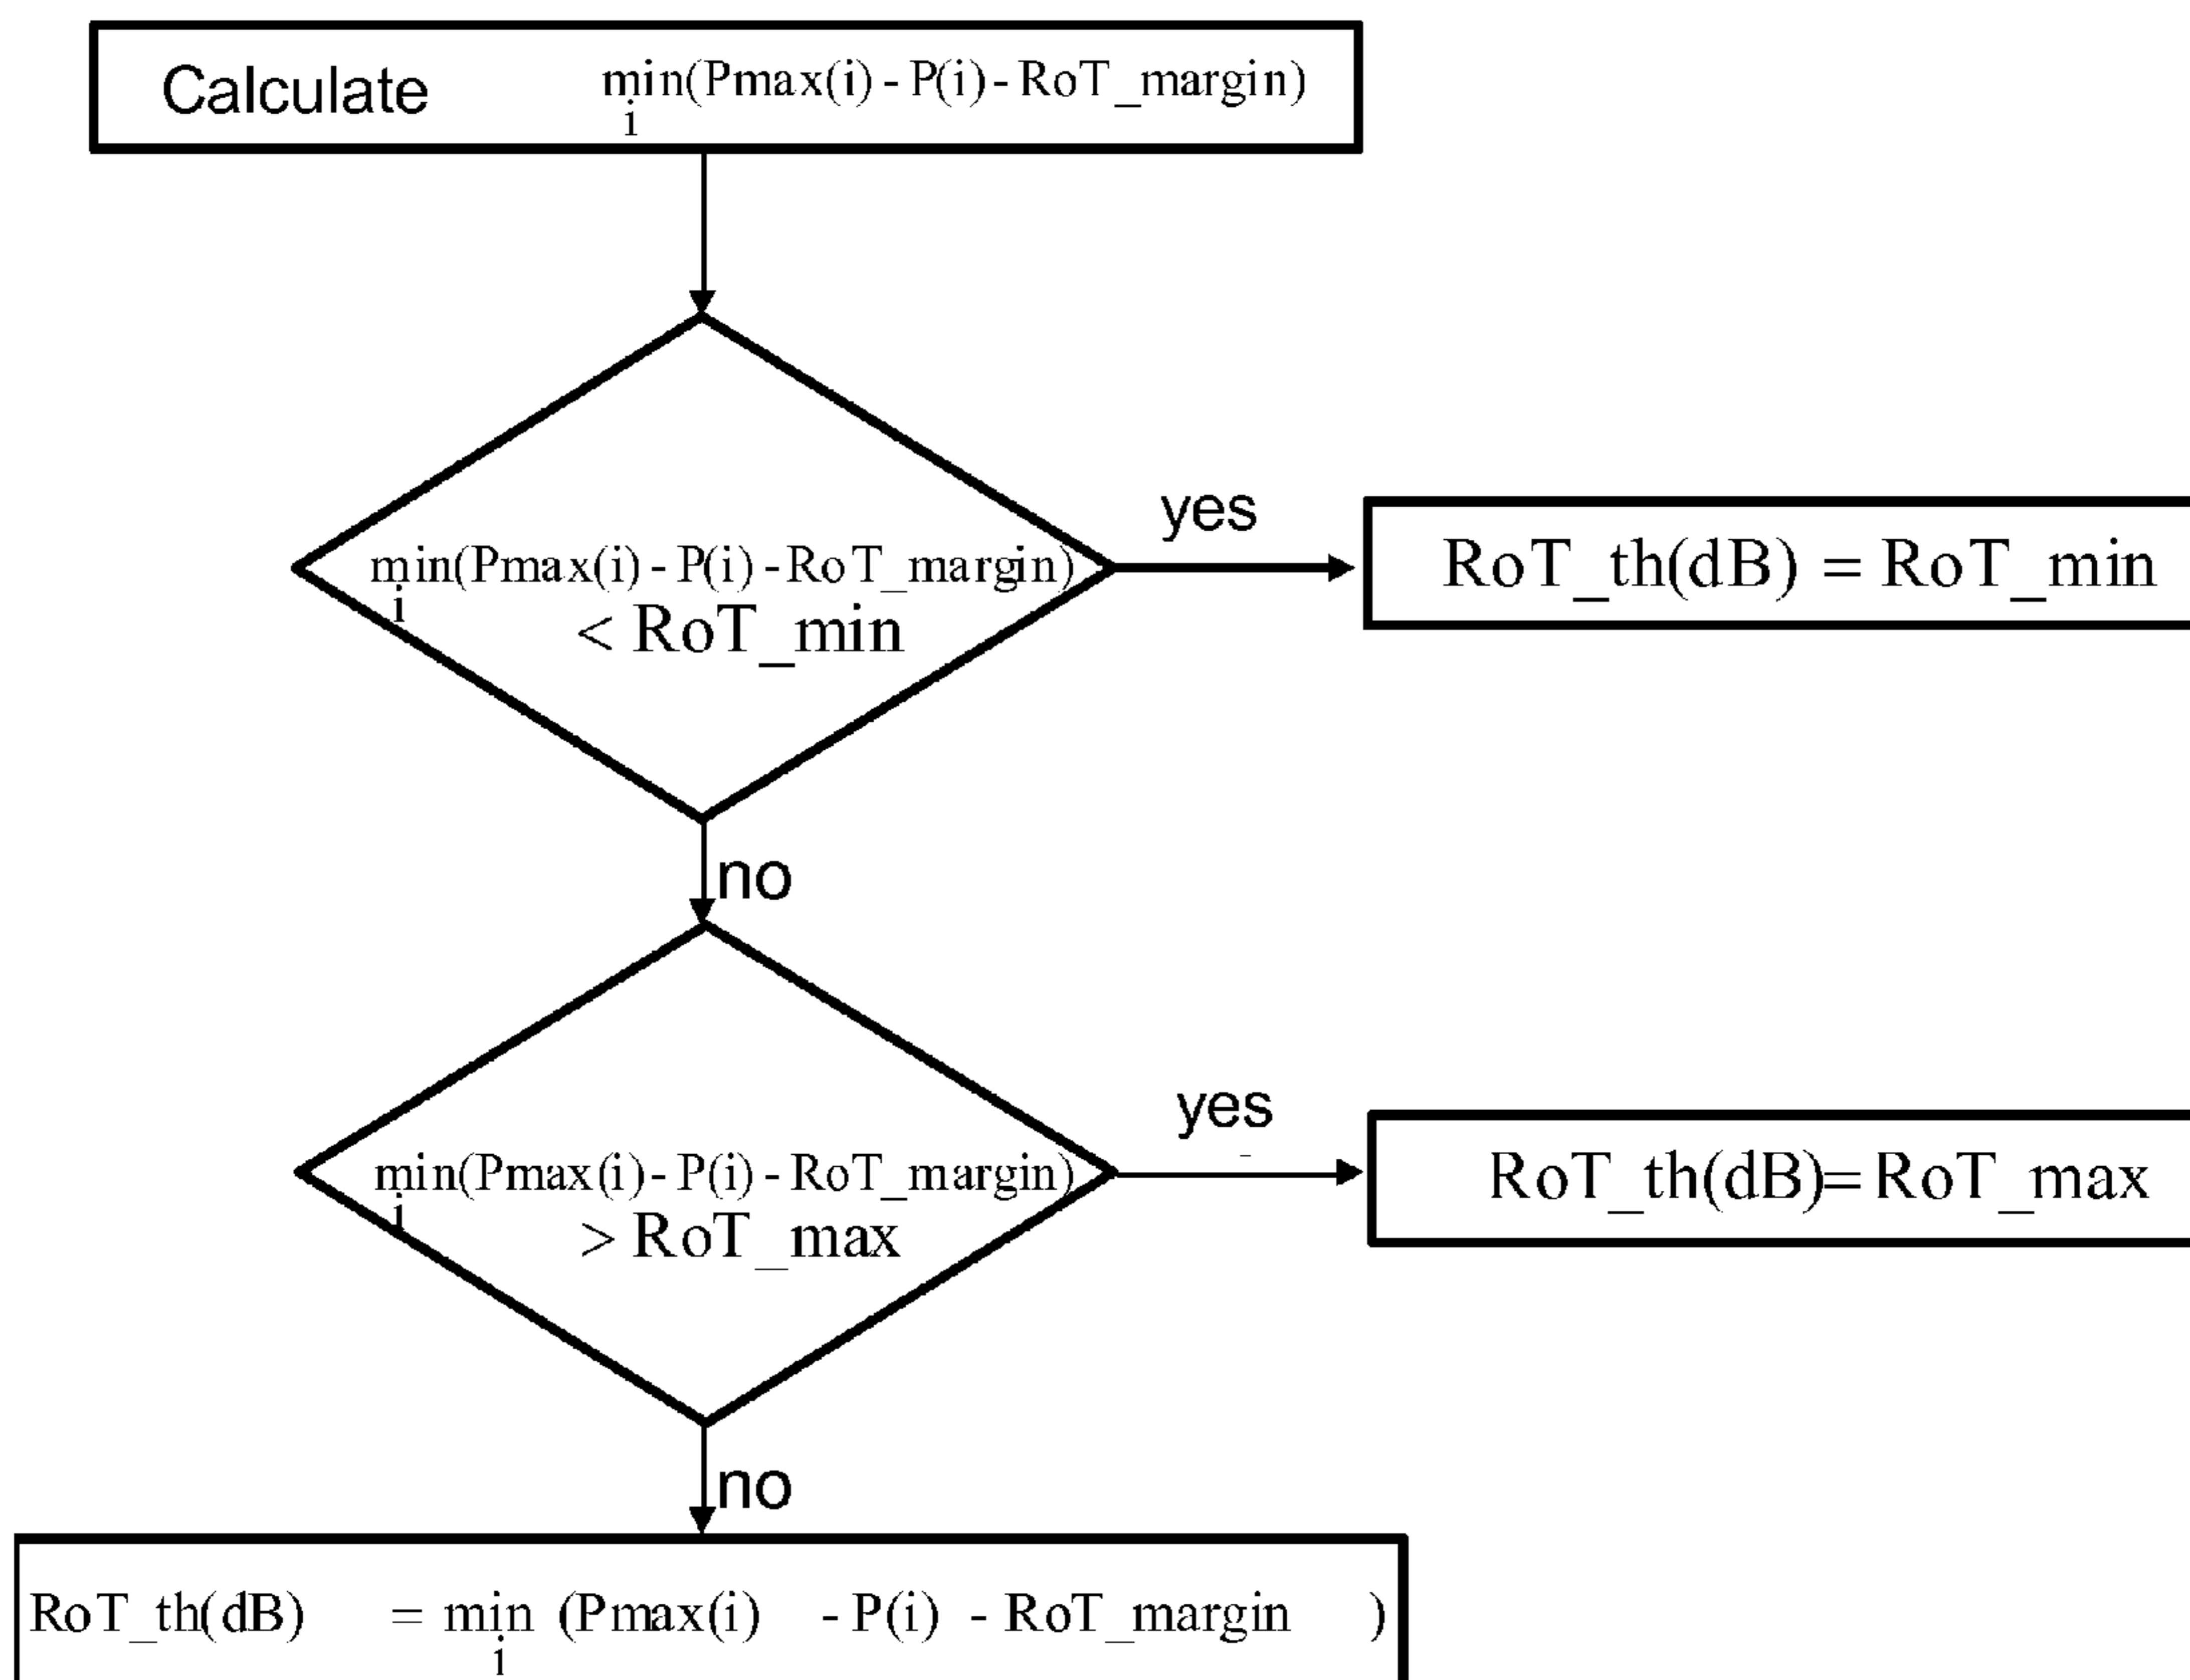 Calculate min(Pmax(i) - P(i) - RoT_margin)
i
min(Pmax(i) - P(i) - RoT_margin)
i
< RoT_min
yes
RoT_th(dB) = RoT_min
no
min(Pmax(i) - P(i) - RoT_margin)
i
> RoT_max
yes
RoT_th(dB)= RoT_max
no
RoT_th(dB) = min (Pmax(i) - P(i) - RoT_margin )
i